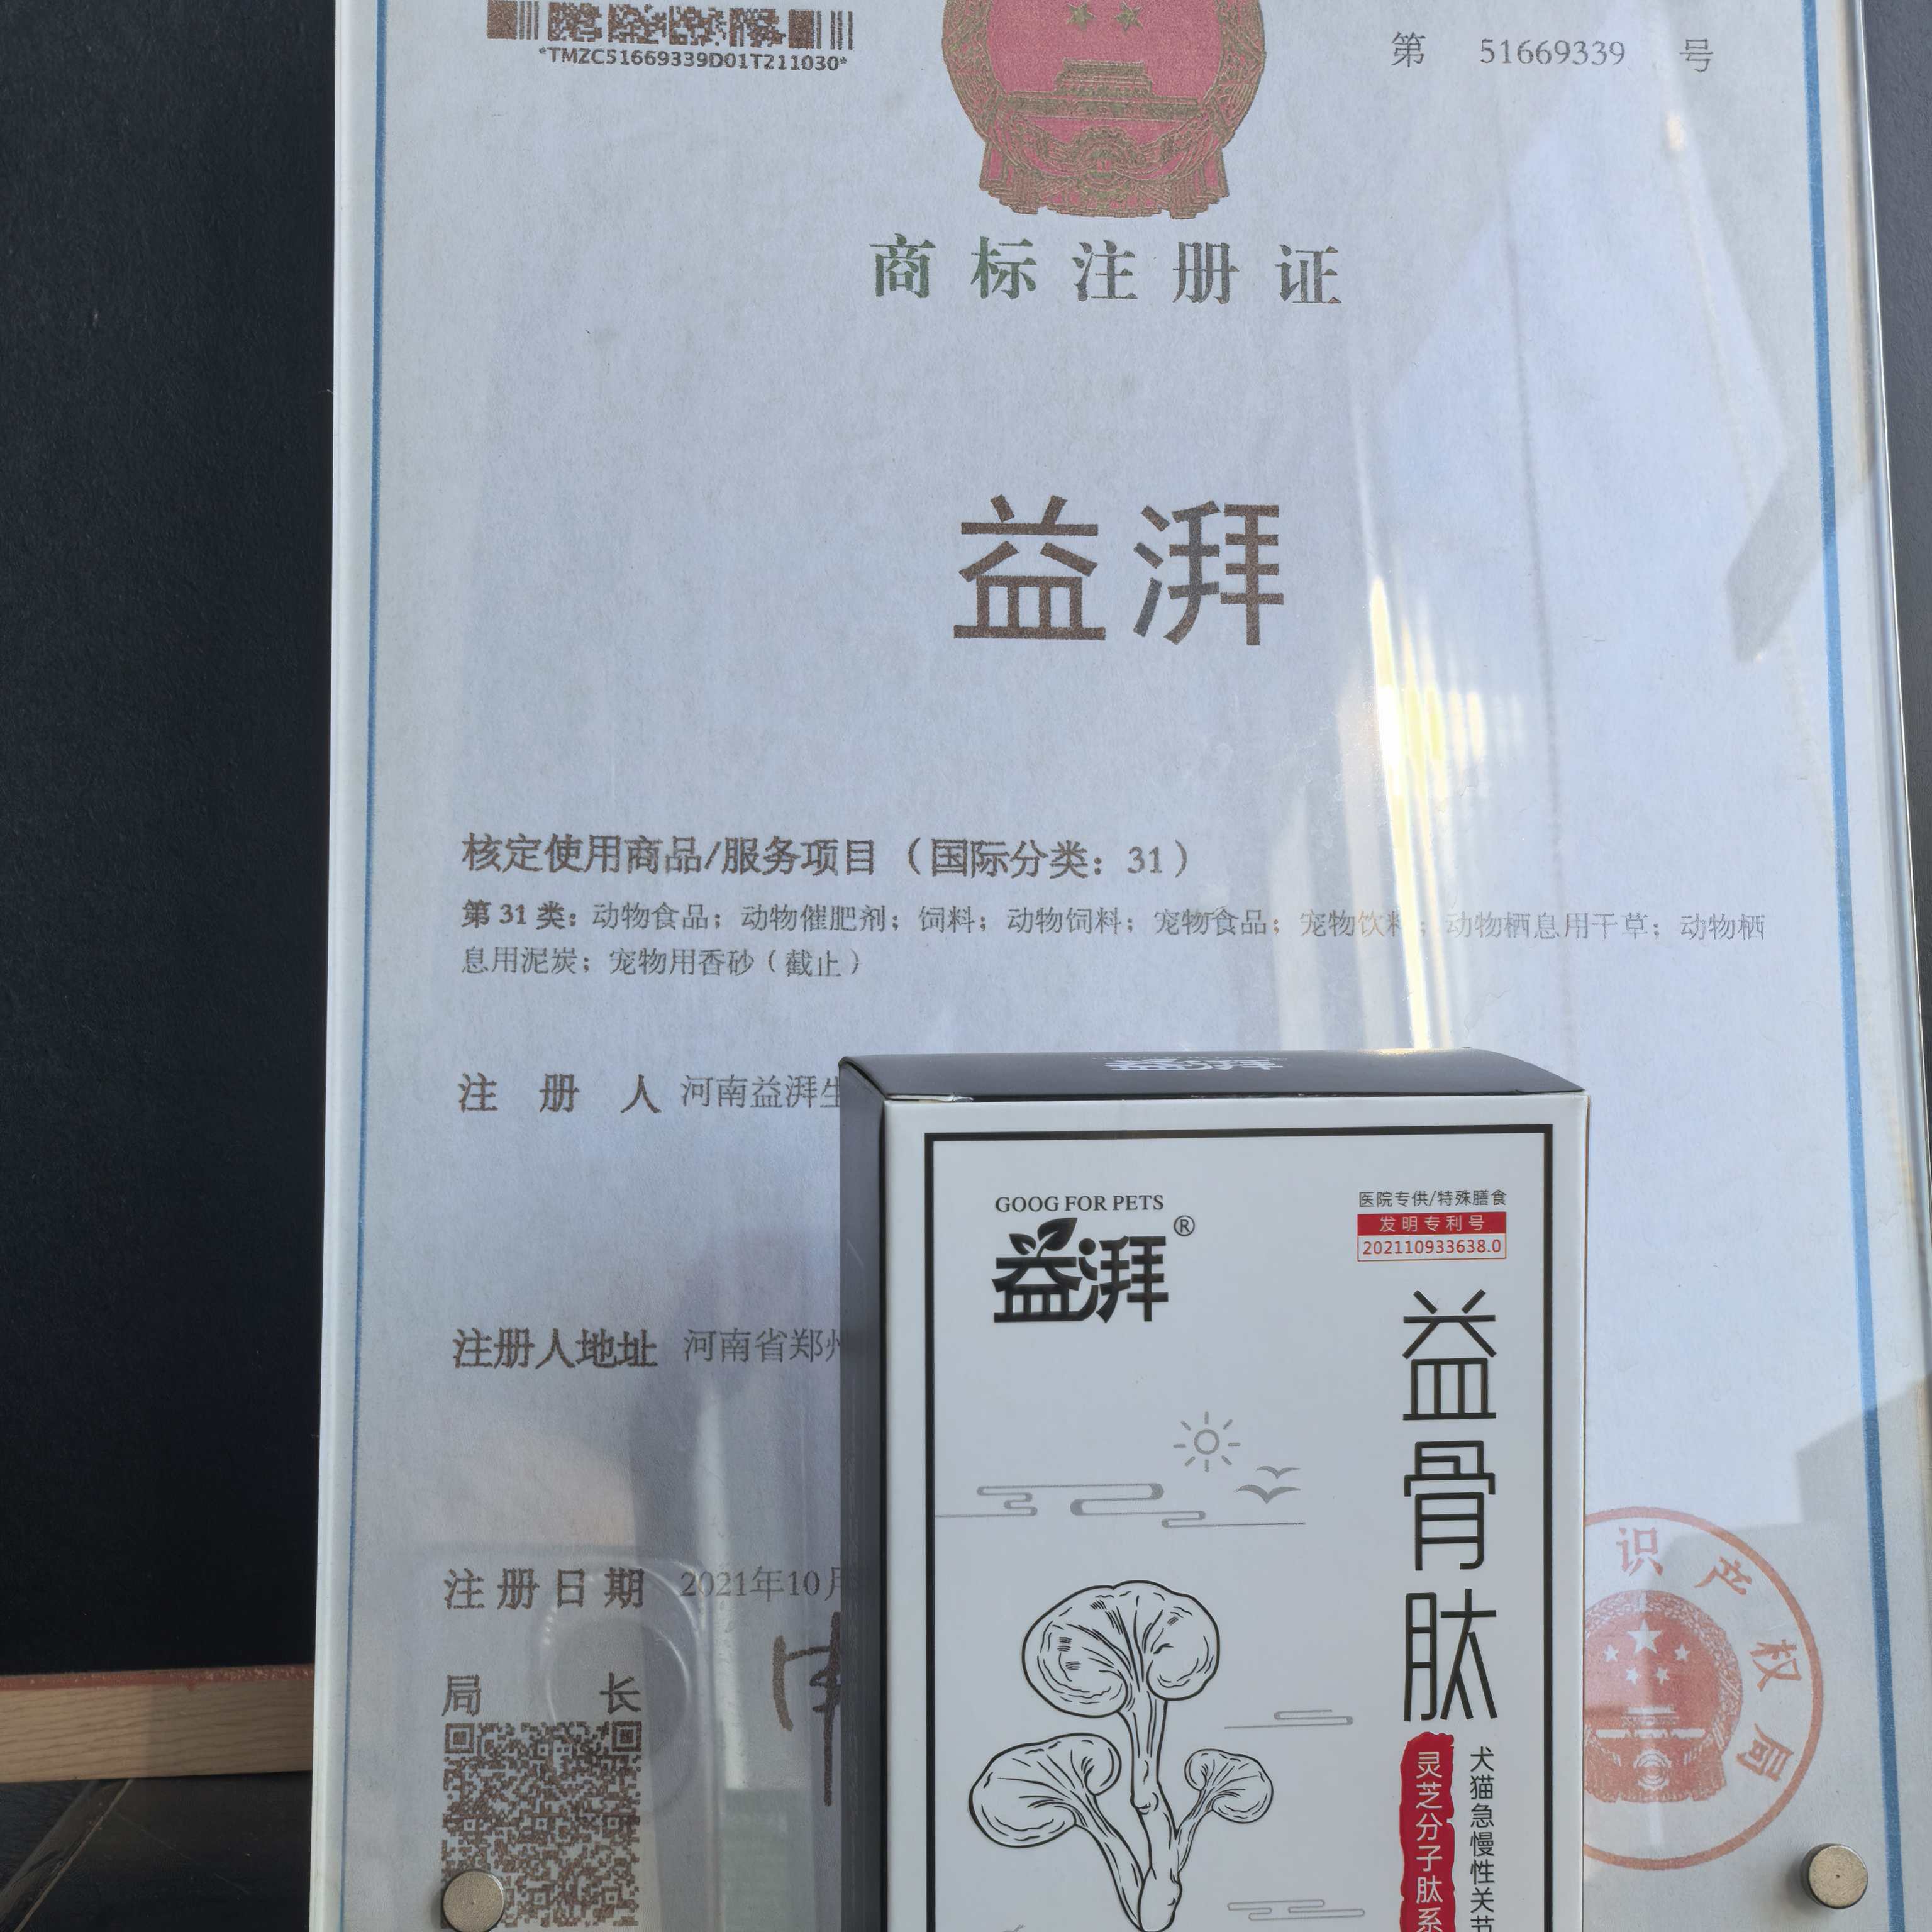 *TMZC51669339D01T211030*
第 51669339 号
商标注册证
益湃
核定使用商品/服务项目（国际分类：31）
第31类：动物食品；动物催肥剂；饲料；动物饲料；宠物食品；宠物饮料；动物栖息用干草；动物栖
息用泥炭；宠物用香砂（截止）
注册人 河南益湃生
注册人地址 河南省郑州
注册日期 2021年10月
局长
识产权局
益湃
GOOG FOR PETS
益湃®
医院专供/特殊膳食
发明专利号
202110933638.0
益骨肽
犬猫急慢性关节
灵芝分子肽系